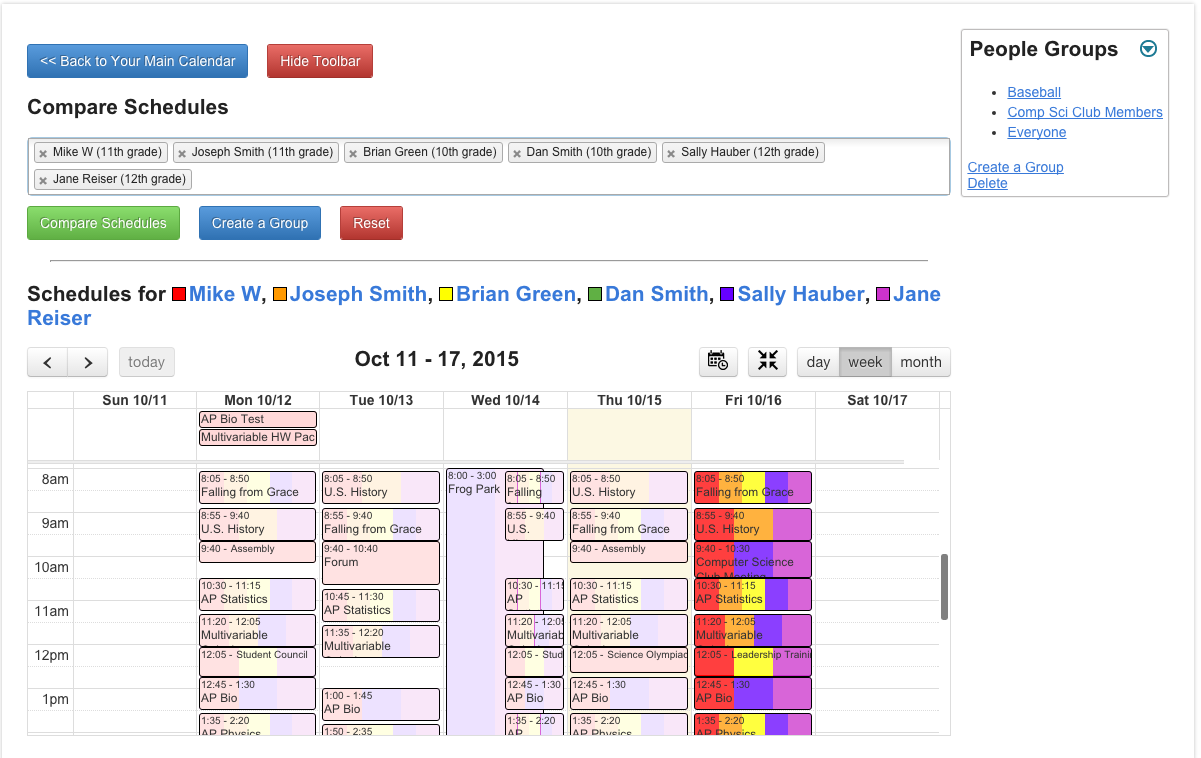 << Back to Your Main Calendar
Hide Toolbar
People Groups
Baseball
Comp Sci Club Members
Everyone
Create a Group
Delete
Compare Schedules
× Mike W (11th grade) × Joseph Smith (11th grade) × Brian Green (10th grade) × Dan Smith (10th grade) × Sally Hauber (12th grade)
× Jane Reiser (12th grade)
Compare Schedules
Create a Group
Reset
Schedules for Mike W, Joseph Smith, Brian Green, Dan Smith, Sally Hauber, Jane
Reiser
today
Oct 11 - 17, 2015
day week month
Sun 10/11 Mon 10/12 Tue 10/13 Wed 10/14 Thu 10/15 Fri 10/16 Sat 10/17
AP Bio Test
Multivariable HW Pac
8am
9am
10am
11am
12pm
1pm
8:05 - 8:50
Falling from Grace
8:55 - 9:40
U.S. History
9:40 - Assembly
10:30 - 11:15
AP Statistics
11:20 - 12:05
Multivariable
12:05 - Student Council
12:45 - 1:30
AP Bio
1:35 - 2:20
AP Physics
8:05 - 8:50
U.S. History
8:55 - 9:40
Falling from Grace
9:40 - 10:40
Forum
10:45 - 11:30
AP Statistics
11:35 - 12:20
Multivariable
1:00 - 1:45
AP Bio
1:50 - 2:35
8:00 - 3:00
Frog Park
8:05 - 8:50
Falling
8:55 - 9:40
U.S.
10:30 - 11:1
AP
11:20 - 12:05
Multivariab
12:05 - Stud
12:45 - 1:30
AP Bio
1:35 - 2:20
AP
8:05 - 8:50
U.S. History
8:55 - 9:40
Falling from Grace
9:40 - Assembly
10:30 - 11:15
AP Statistics
11:20 - 12:05
Multivariable
12:05 - Science Olympiad
12:45 - 1:30
AP Bio
1:35 - 2:20
AP Physics
8:05 - 8:50
Falling from Grace
8:55 - 9:40
U.S. History
9:40 - 10:30
Computer Science
Club Meeting
10:30 - 11:15
AP Statistics
11:20 - 12:05
Multivariable
12:05 - Leadership Traini
12:45 - 1:30
AP Bio
1:35 - 2:20
AP Physics